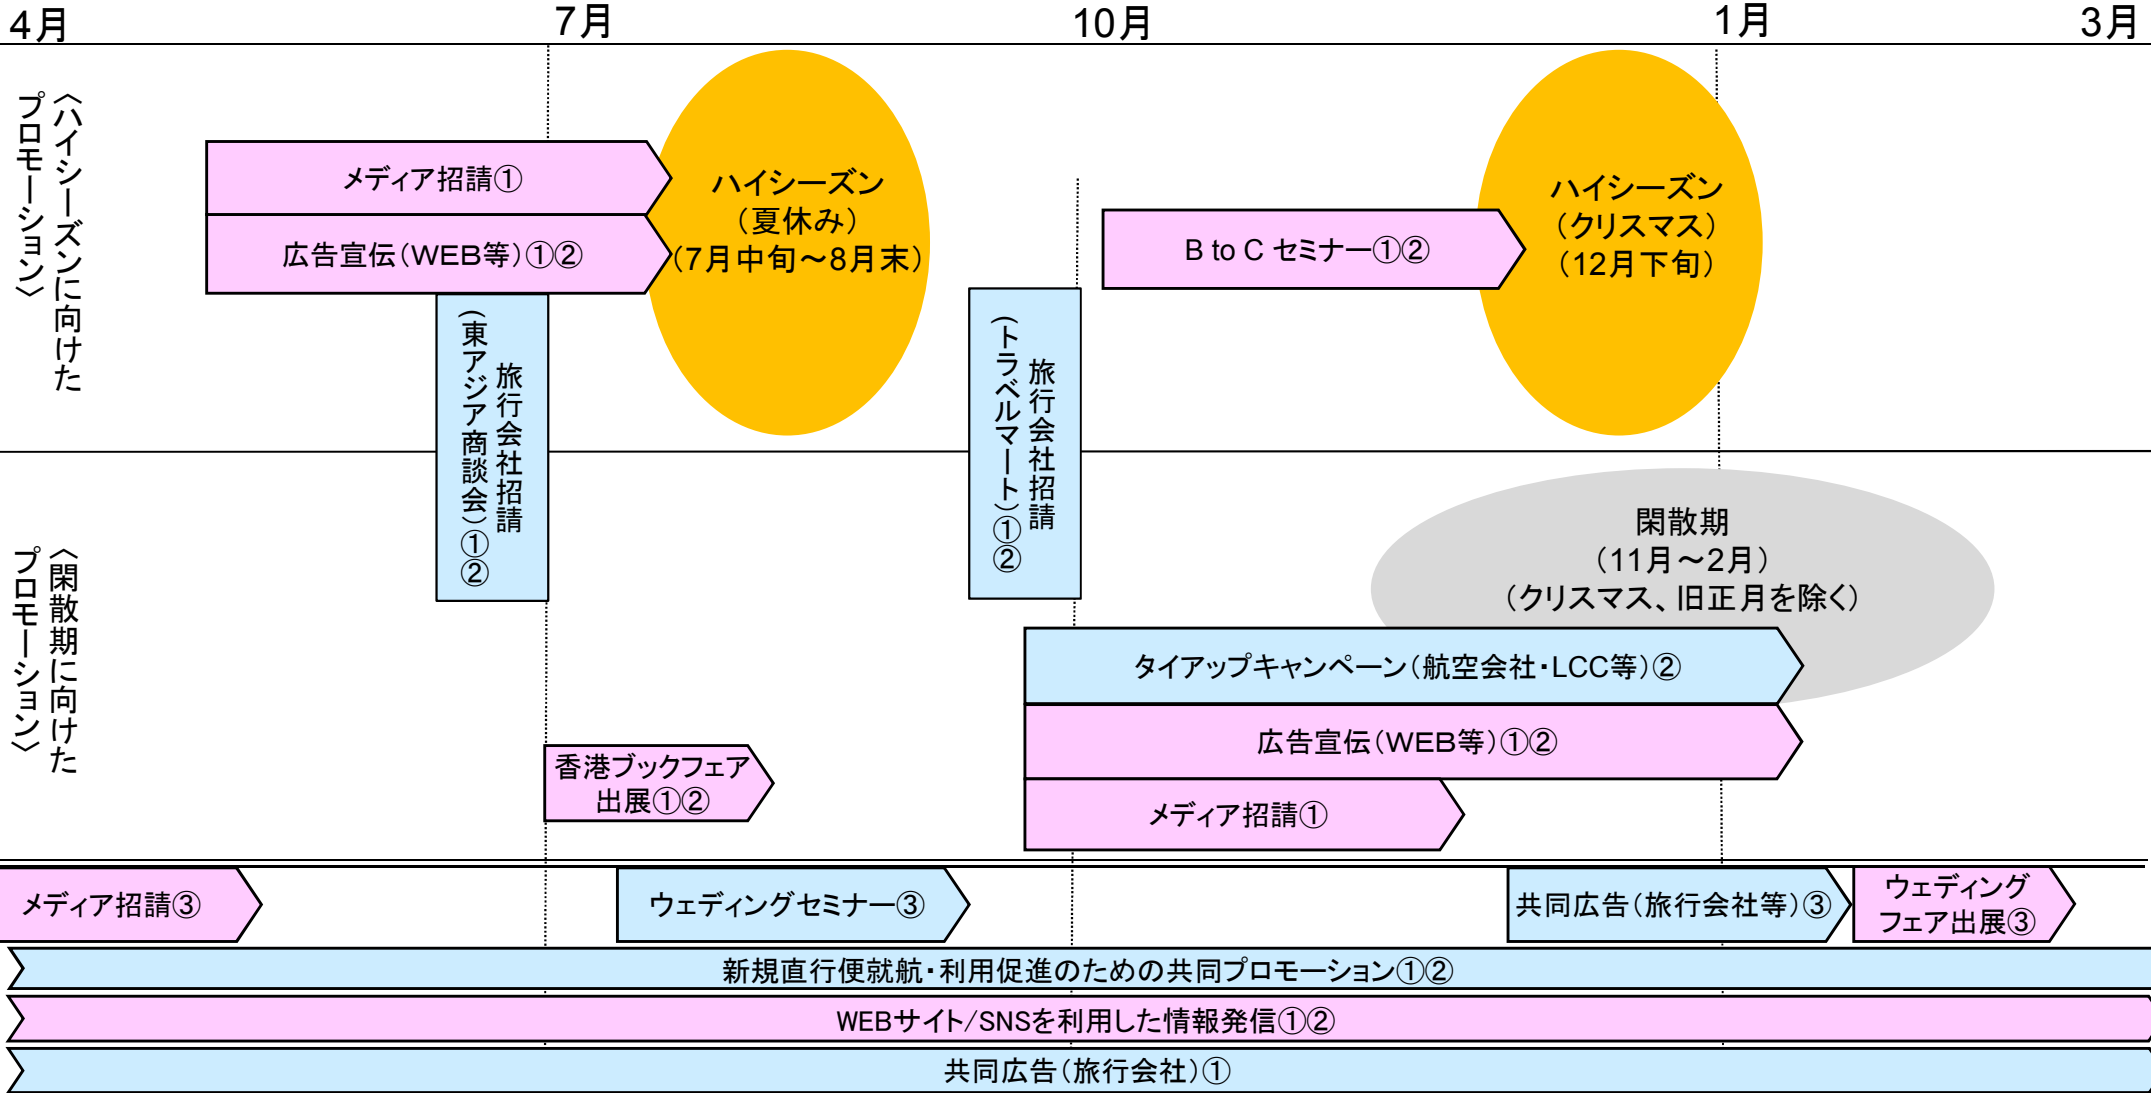 4月
7月
10月
1月
3月
〈ハイシーズンに向けた
プロモーション〉
メディア招請①
広告宣伝（WEB等）①②
ハイシーズン
（夏休み）
（7月中旬～8月末）
B to C セミナー①②
ハイシーズン
（クリスマス）
（12月下旬）
旅行会社招請
（東アジア商談会）①②
旅行会社招請
（トラベルマート）①②
〈閑散期に向けた
プロモーション〉
閑散期
（11月～2月）
（クリスマス、旧正月を除く）
タイアップキャンペーン（航空会社・LCC等）②
広告宣伝（WEB等）①②
香港ブックフェア
出展①②
メディア招請①
メディア招請③
ウェディングセミナー③
共同広告（旅行会社等）③
ウェディング
フェア出展③
新規直行便就航・利用促進のための共同プロモーション①②
WEBサイト/SNSを利用した情報発信①②
共同広告（旅行会社）①